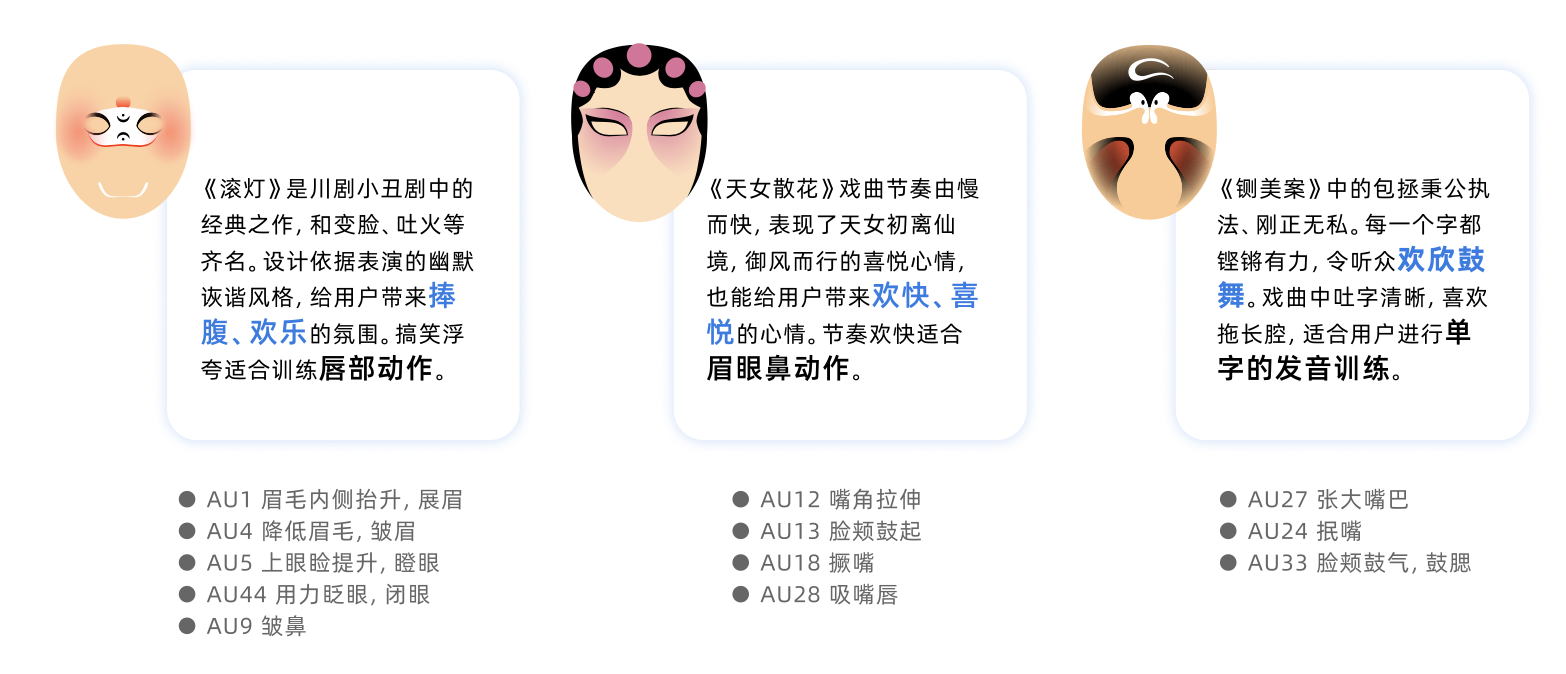 《滚灯》是川剧小丑剧中的
经典之作, 和变脸、吐火等
齐名。设计依据表演的幽默
诙谐风格, 给用户带来捧
腹、欢乐的氛围。搞笑浮
夸适合训练唇部动作。
AU1 眉毛内侧抬升, 展眉
AU4 降低眉毛, 皱眉
AU5 上眼睑提升, 瞪眼
AU44 用力眨眼, 闭眼
AU9 皱鼻
《天女散花》戏曲节奏由慢
而快, 表现了天女初离仙
境, 御风而行的喜悦心情,
也能给用户带来欢快、喜
悦的心情。节奏欢快适合
眉眼鼻动作。
AU12 嘴角拉伸
AU13 脸颊鼓起
AU18 撅嘴
AU28 吸嘴唇
《铡美案》中的包拯秉公执
法、刚正无私。每一个字都
铿锵有力, 令听众欢欣鼓
舞。戏曲中吐字清晰, 喜欢
拖长腔, 适合用户进行单
字的发音训练。
AU27 张大嘴巴
AU24 抿嘴
AU33 脸颊鼓气, 鼓腮